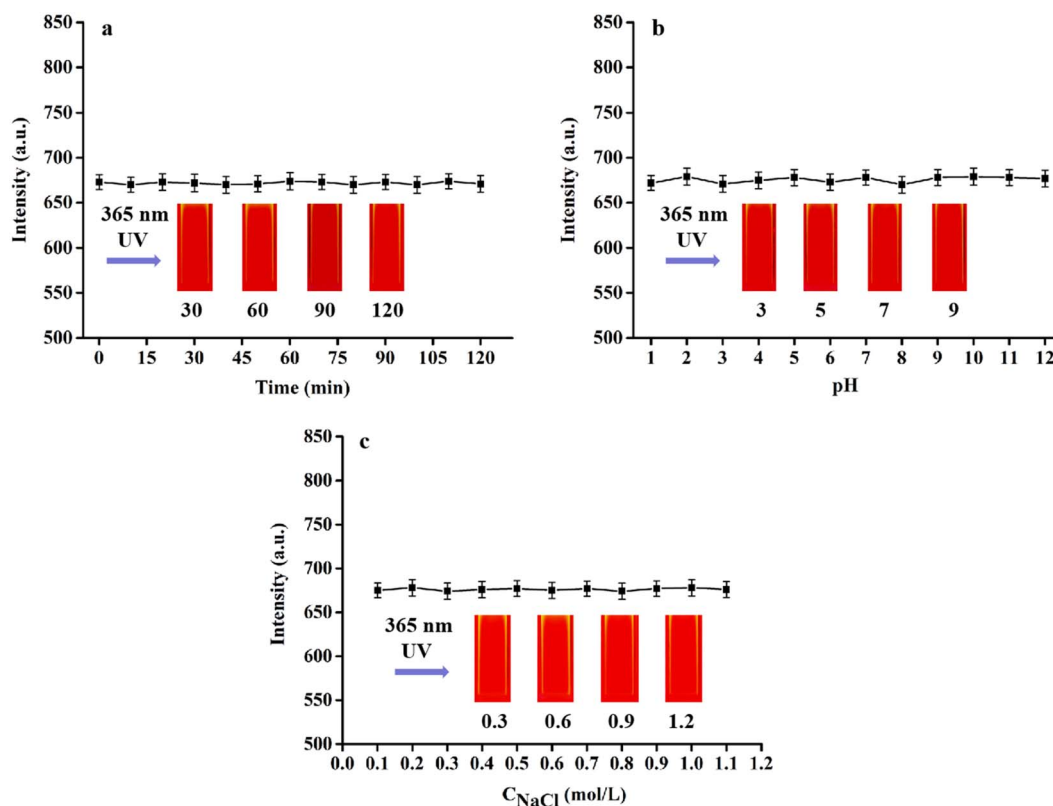 a
850
800
750
700
650
600
550
500
Intensity (a.u.)
365 nm
UV
30 60 90 120
0 15 30 45 60 75 90 105 120
Time (min)
b
850
800
750
700
650
600
550
500
Intensity (a.u.)
365 nm
UV
3 5 7 9
1 2 3 4 5 6 7 8 9 10 11 12
pH
c
850
800
750
700
650
600
550
500
Intensity (a.u.)
365 nm
UV
0.3 0.6 0.9 1.2
0.0 0.1 0.2 0.3 0.4 0.5 0.6 0.7 0.8 0.9 1.0 1.1 1.2
CNaCl (mol/L)